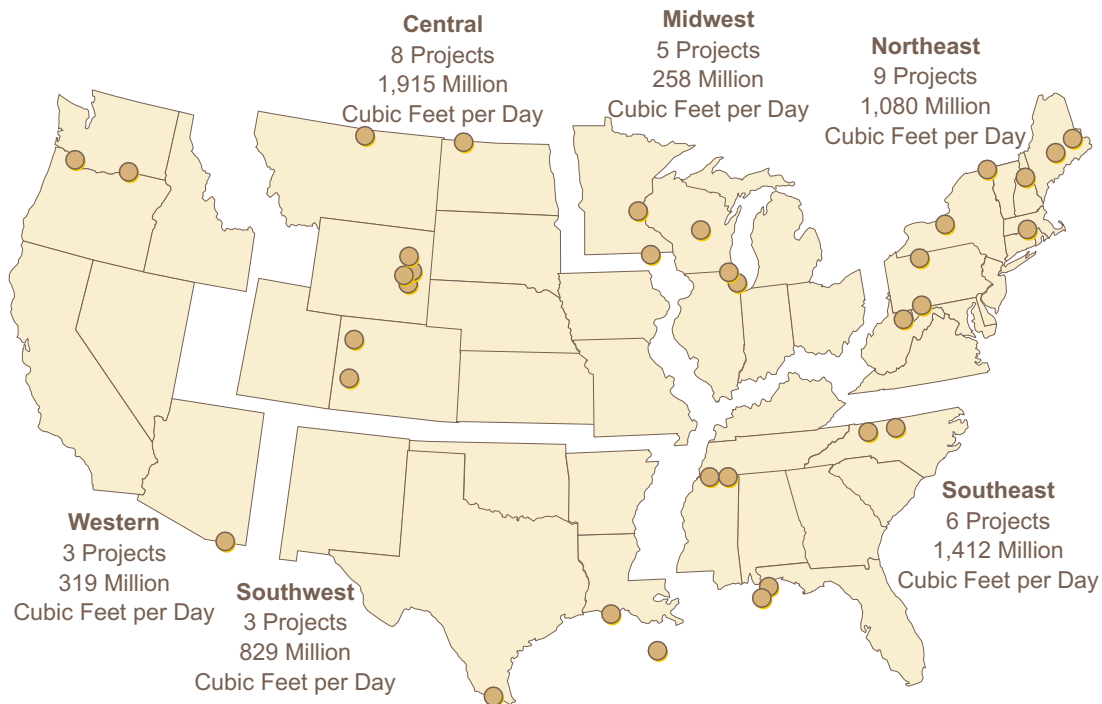 Central
8 Projects
1,915 Million
Cubic Feet per Day
Midwest
5 Projects
258 Million
Cubic Feet per Day
Northeast
9 Projects
1,080 Million
Cubic Feet per Day
Western
3 Projects
319 Million
Cubic Feet per Day
Southwest
3 Projects
829 Million
Cubic Feet per Day
Southeast
6 Projects
1,412 Million
Cubic Feet per Day